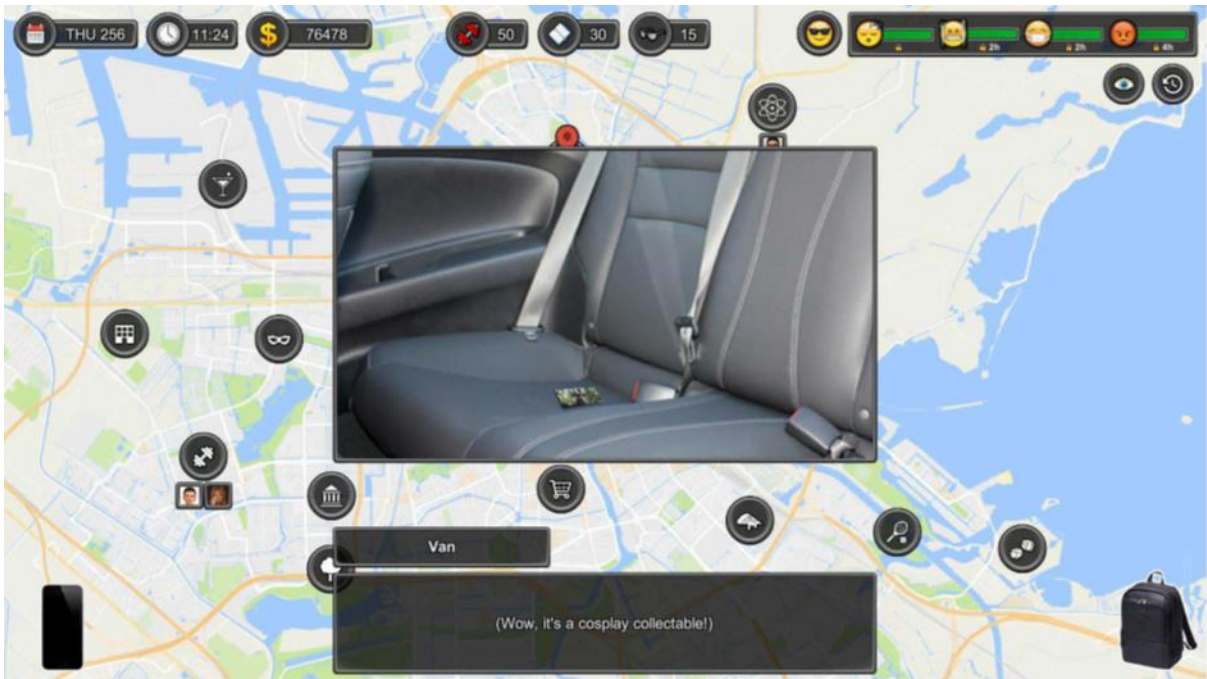 THU 256
11:24
$ 76478
50
30
15
2h
2h
4h
Van
(Wow, it's a cosplay collectable!)